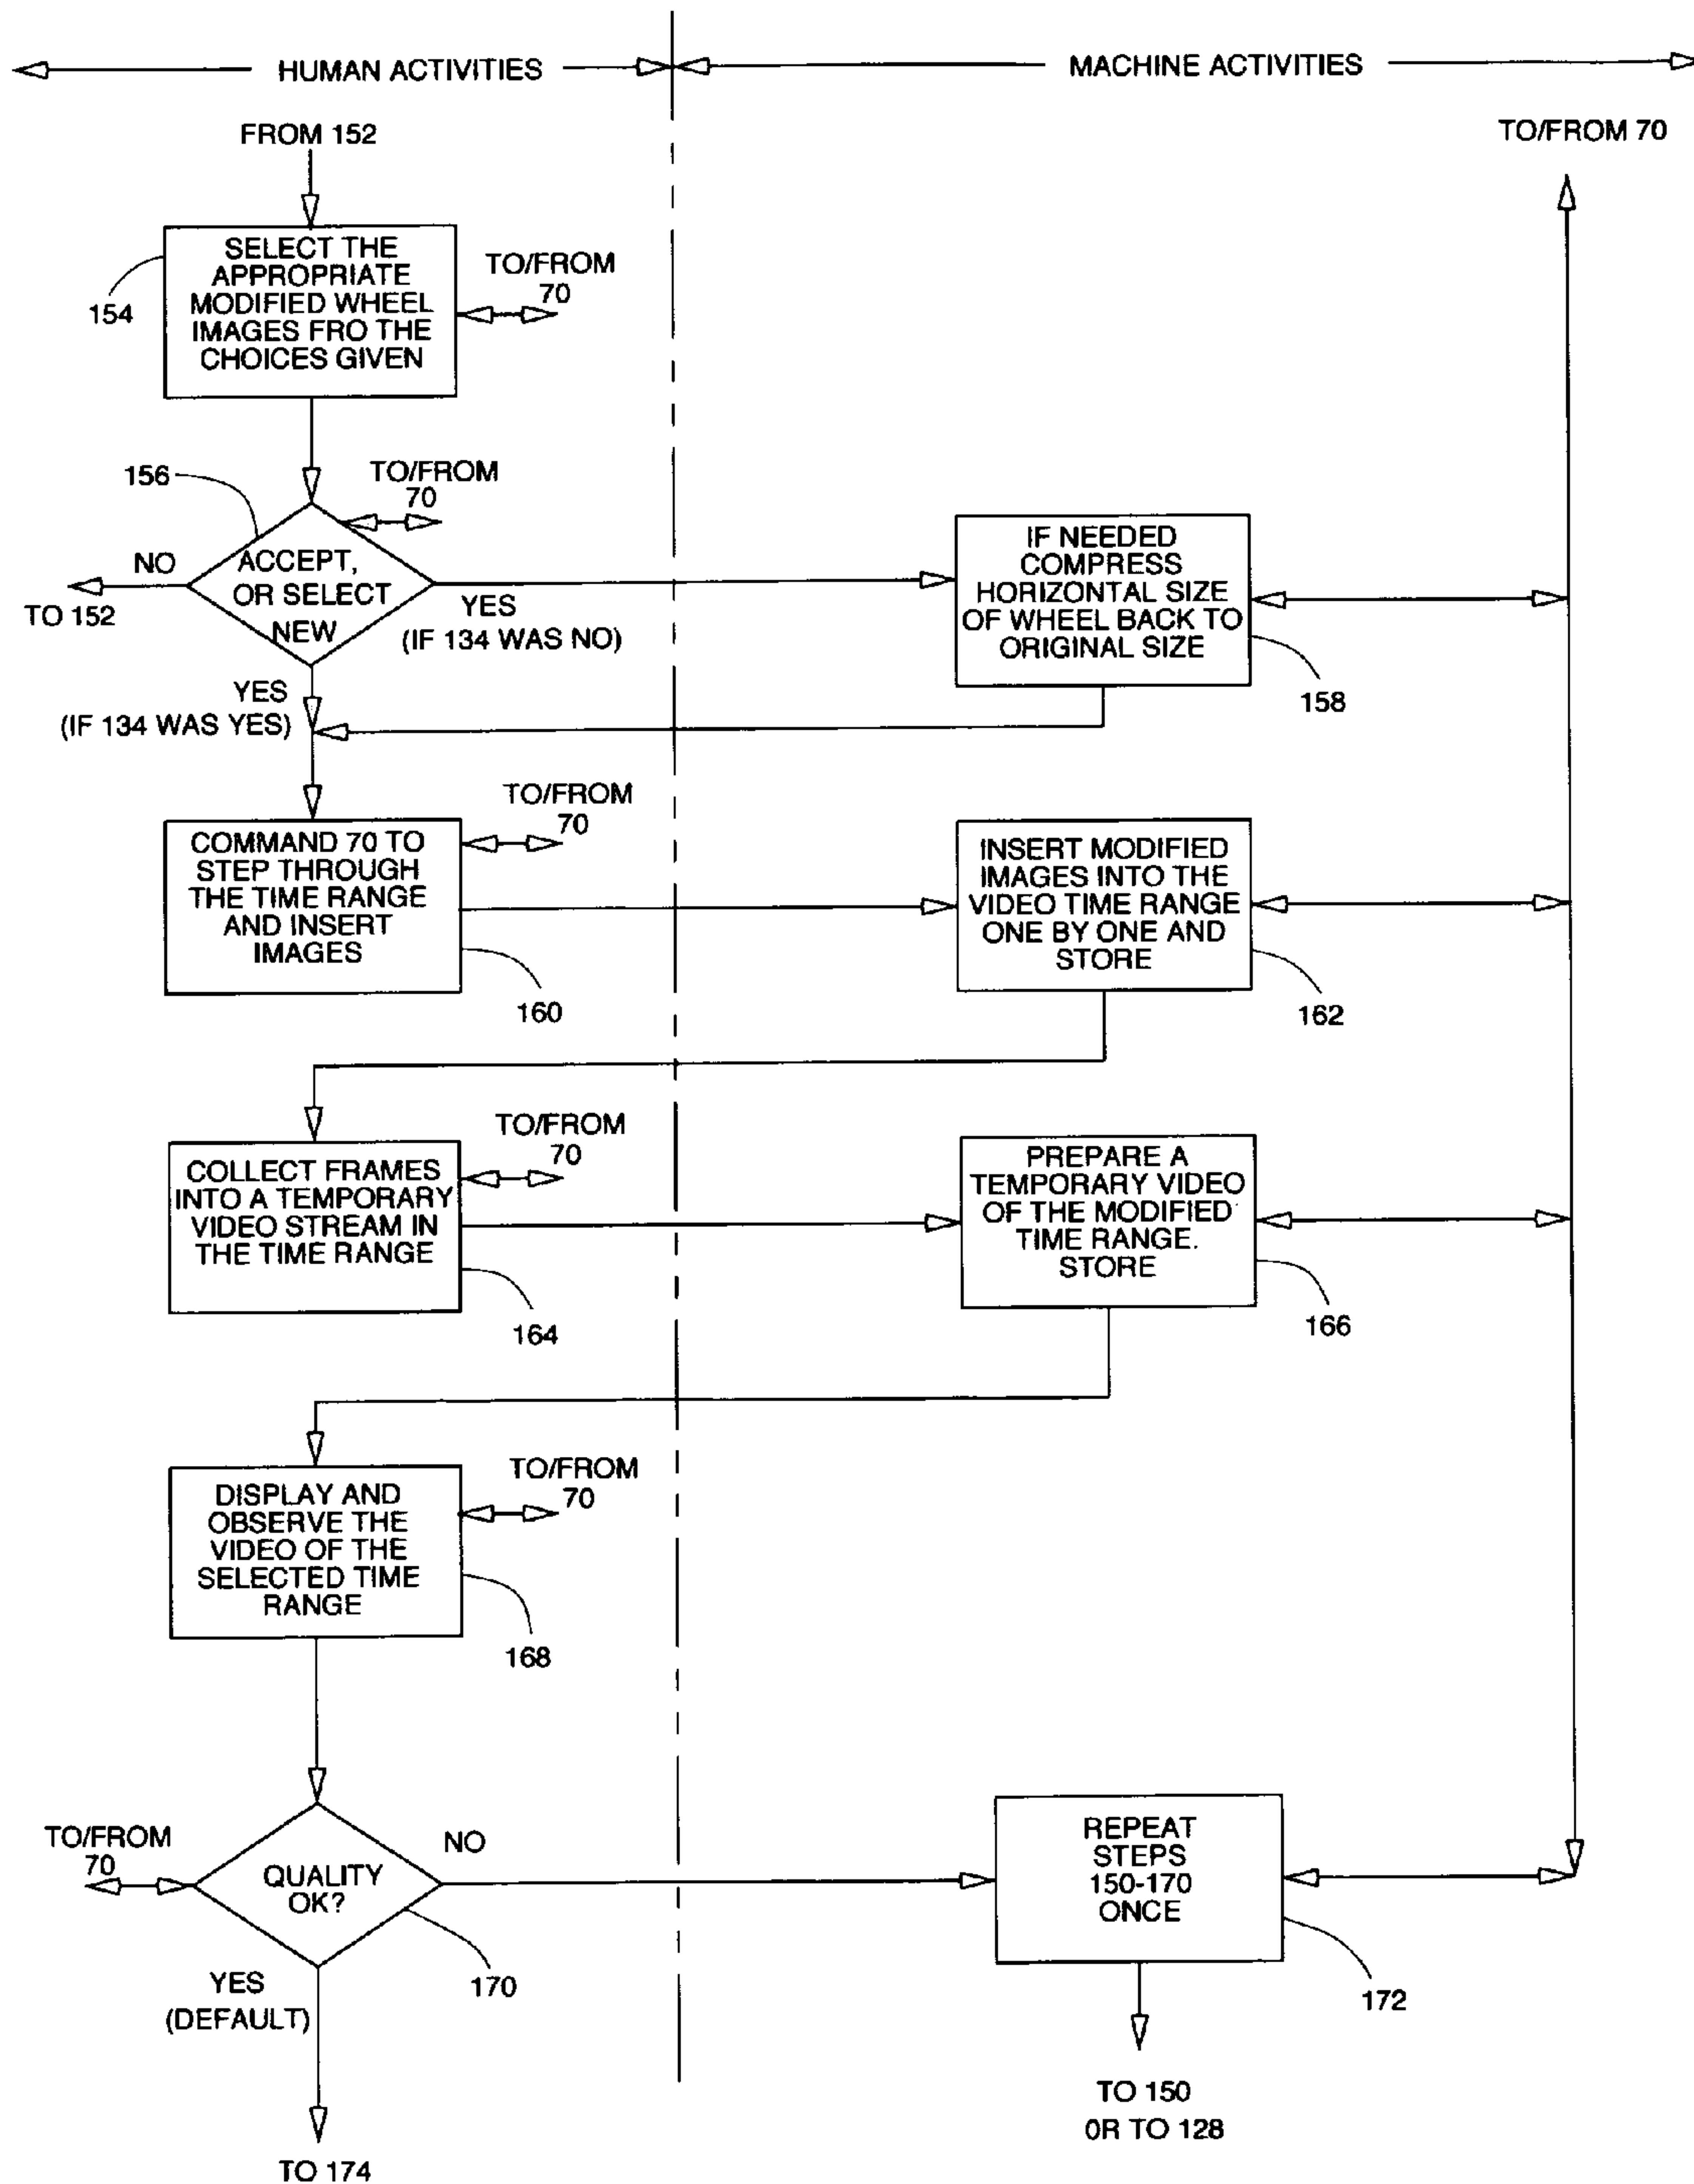 HUMAN ACTIVITIES
MACHINE ACTIVITIES
FROM 152
TO/FROM 70
SELECT THE
APPROPRIATE
MODIFIED WHEEL
IMAGES FRO THE
CHOICES GIVEN
154
TO/FROM
70
156
TO/FROM
70
NO
TO 152
ACCEPT,
OR SELECT
NEW
YES
(IF 134 WAS NO)
IF NEEDED
COMPRESS
HORIZONTAL SIZE
OF WHEEL BACK TO
ORIGINAL SIZE
158
YES
(IF 134 WAS YES)
COMMAND 70 TO
STEP THROUGH
THE TIME RANGE
AND INSERT
IMAGES
160
TO/FROM
70
INSERT MODIFIED
IMAGES INTO THE
VIDEO TIME RANGE
ONE BY ONE AND
STORE
162
COLLECT FRAMES
INTO A TEMPORARY
VIDEO STREAM IN
THE TIME RANGE
164
TO/FROM
70
PREPARE A
TEMPORARY VIDEO
OF THE MODIFIED
TIME RANGE.
STORE
166
DISPLAY AND
OBSERVE THE
VIDEO OF THE
SELECTED TIME
RANGE
168
TO/FROM
70
TO/FROM
70
QUALITY
OK?
170
NO
YES
(DEFAULT)
TO 174
REPEAT
STEPS
150-170
ONCE
172
TO 150
OR TO 128